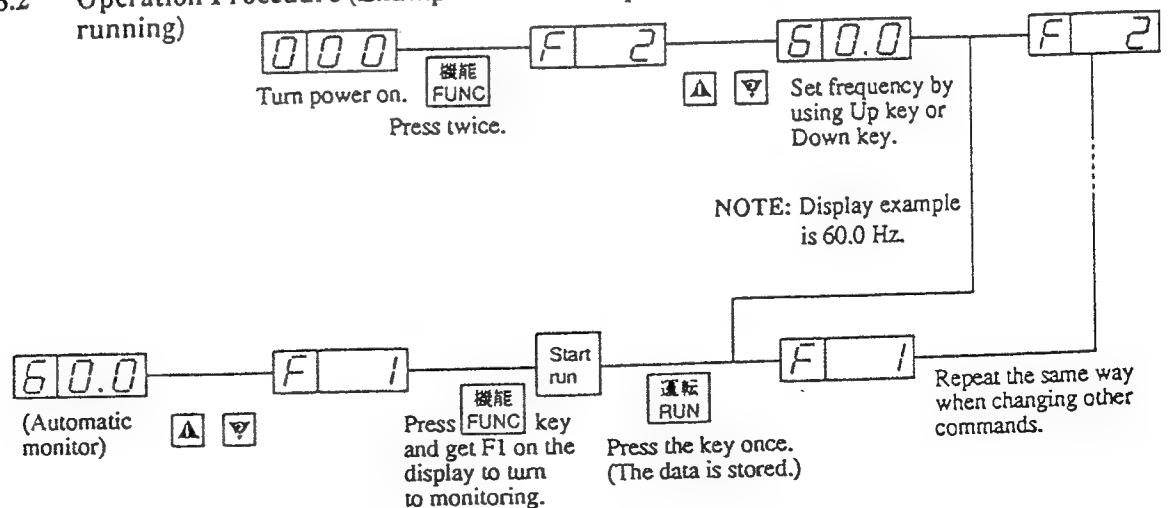 Operation Procedure
running)
000
F 2
60.0
F 2
機能
FUNC
Turn power on.
Press twice.
Set frequency by
using Up key or
Down key.
NOTE: Display example
is 60.0 Hz.
60.0
F 1
Start
run
F 1
(Automatic
monitor)
機能
Press FUNC key
and get F1 on the
display to turn
to monitoring.
運転
RUN
Press the key once.
(The data is stored.)
Repeat the same way
when changing other
commands.